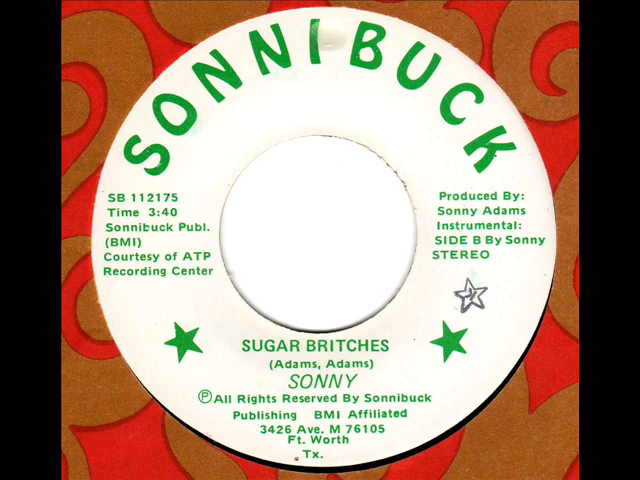 SONNIBUCK
SB 112175
Time 3:40
Sonnibuck Publ.
(BMI)
Courtesy of ATP
Recording Center
Produced By:
Sonny Adams
Instrumental:
SIDE B By Sonny
STEREO
SUGAR BRITCHES
(Adams, Adams)
SONNY
Ⓟ All Rights Reserved By Sonnibuck
Publishing BMI Affiliated
3426 Ave. M 76105
Ft. Worth
Tx.